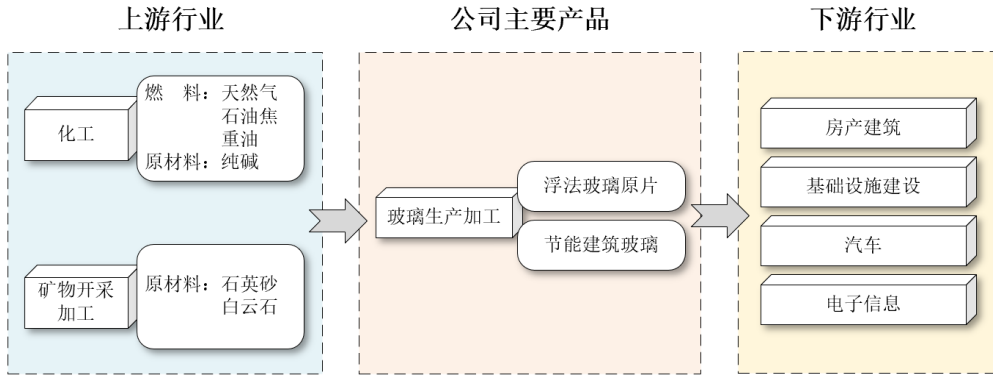 上游行业
公司主要产品
下游行业
化工
燃　料：天然气
石油焦
重油
原材料：纯碱
矿物开采
加工
原材料：石英砂
白云石
玻璃生产加工
浮法玻璃原片
节能建筑玻璃
房产建筑
基础设施建设
汽车
电子信息